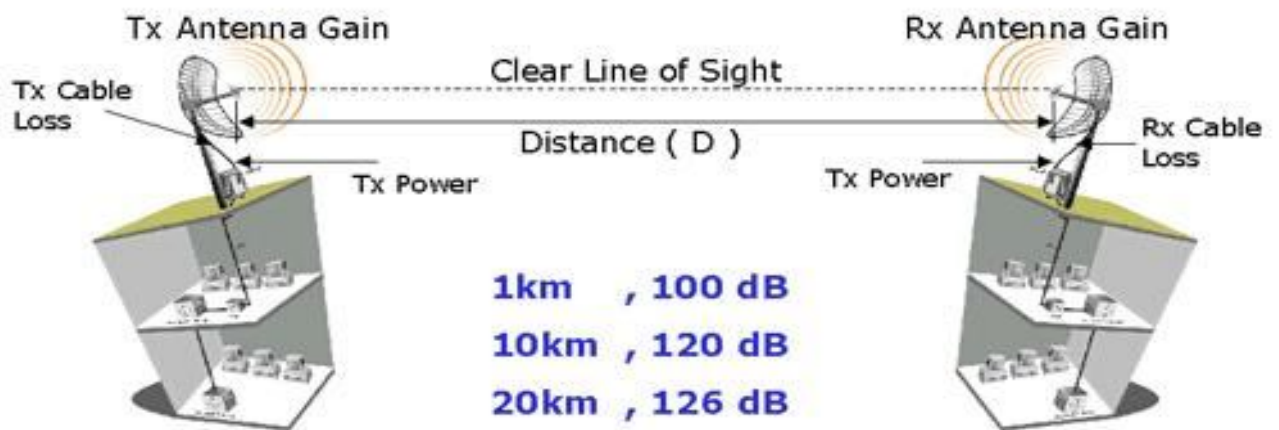 Tx Antenna Gain
Rx Antenna Gain
Clear Line of Sight
Tx Cable
Loss
Distance ( D )
Rx Cable
Loss
Tx Power
Tx Power
1km , 100 dB
10km , 120 dB
20km , 126 dB